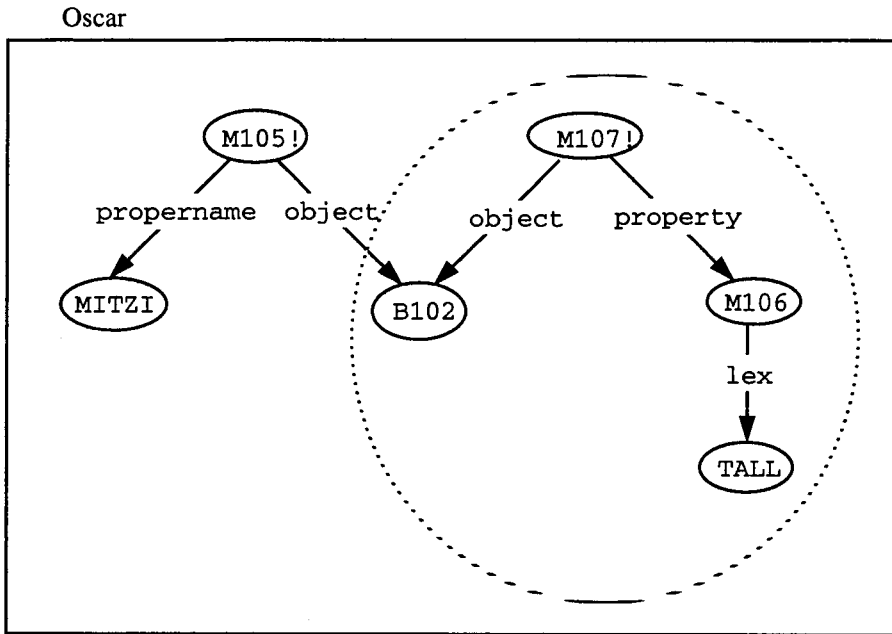 Oscar
M105! M107!
propername object object property
MITZI B102 M106
lex
TALL